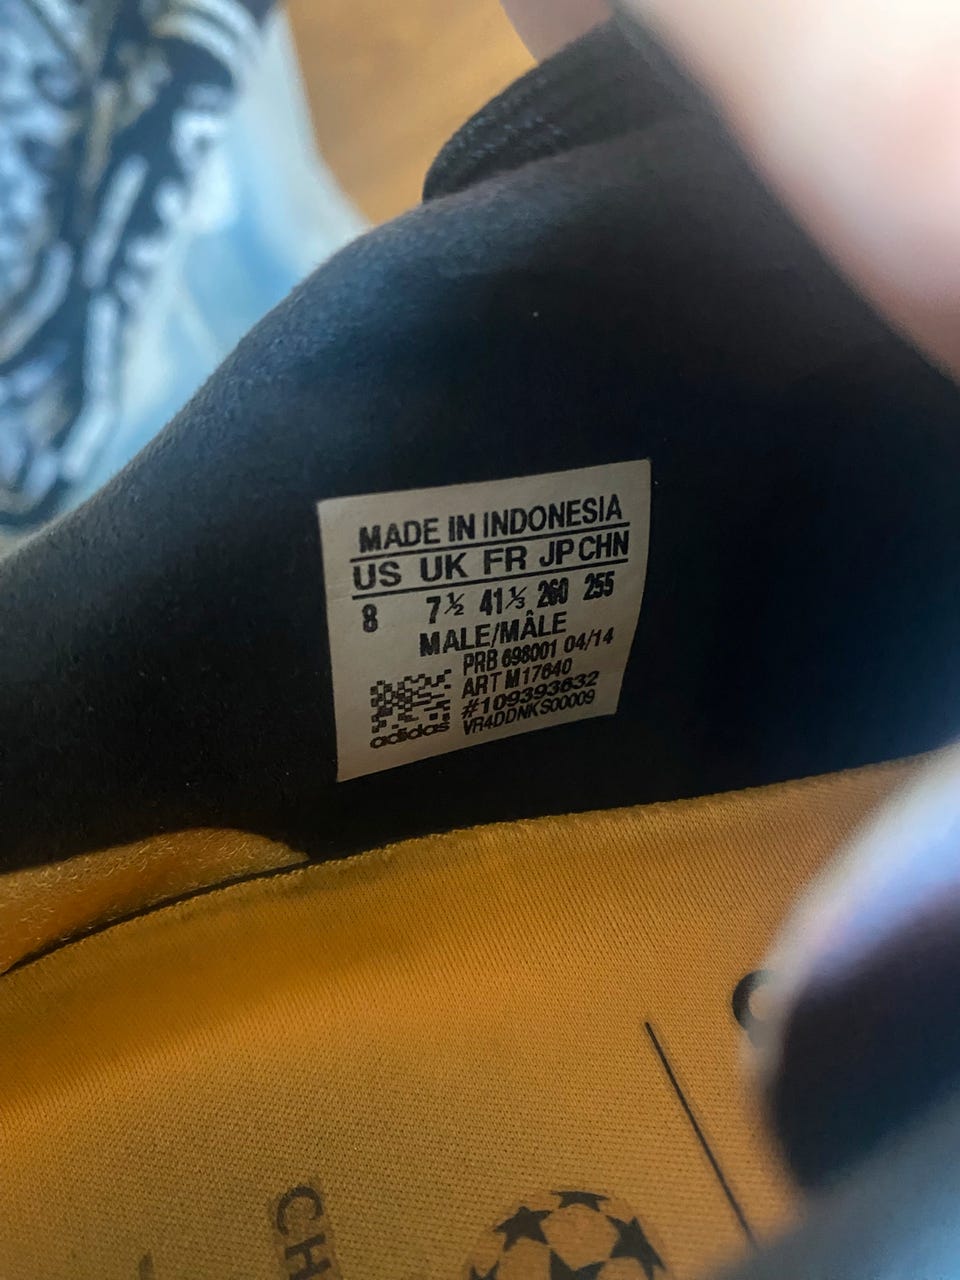 MADE IN INDONESIA
US UK FR JP CHN
8 7½ 41⅓ 260 255
MALE/MÂLE
PRB 698001 04/14
ART M17640
#109393632
VR4DDNKS00009
adidas
CH